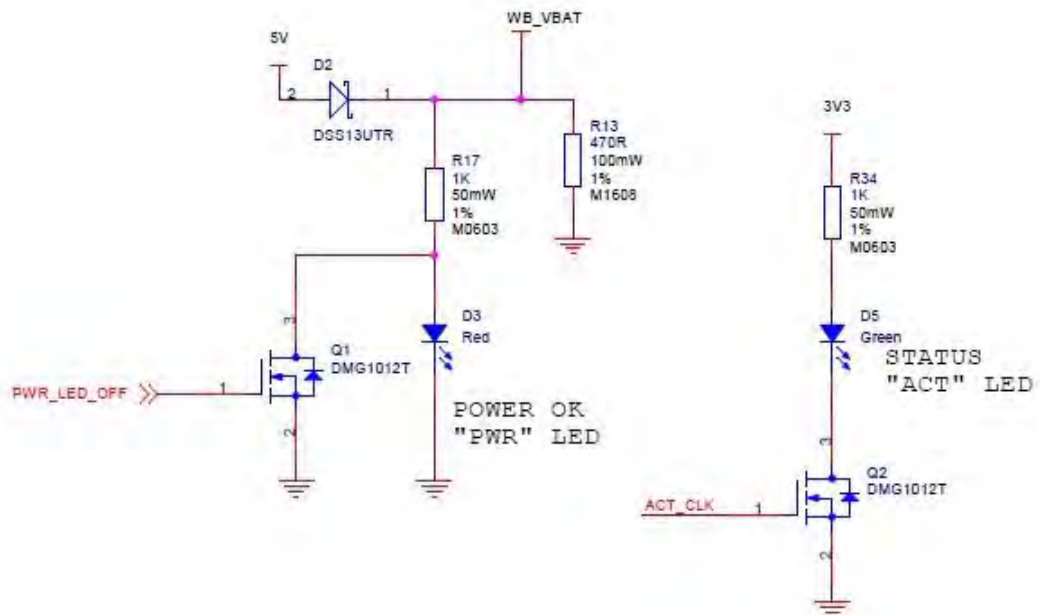 WB_VBAT
5V
D2
2
1
DSS13UTR
R17
1K
50mW
1%
M0603
R13
470R
100mW
1%
M1608
3V3
R34
1K
50mW
1%
M0603
3
Q1
DMG1012T
PWR_LED_OFF
1
2
D3
Red
POWER OK
"PWR" LED
D5
Green
STATUS
"ACT" LED
3
Q2
DMG1012T
ACT_CLK
1
2